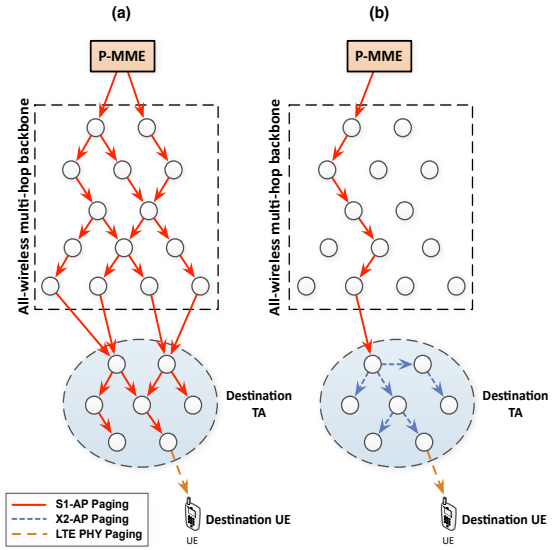 (a)
(b)
P-MME
P-MME
All-wireless multi-hop backbone
All-wireless multi-hop backbone
Destination
TA
Destination
TA
S1-AP Paging
X2-AP Paging
LTE PHY Paging
Destination UE
UE
Destination UE
UE